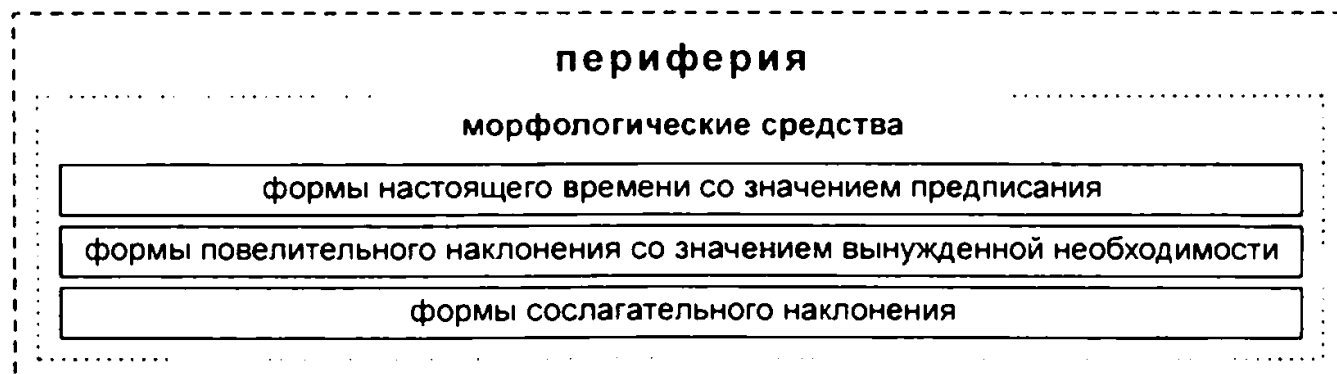 периферия
морфологические средства
формы настоящего времени со значением предписания
формы повелительного наклонения со значением вынужденной необходимости
формы сослагательного наклонения